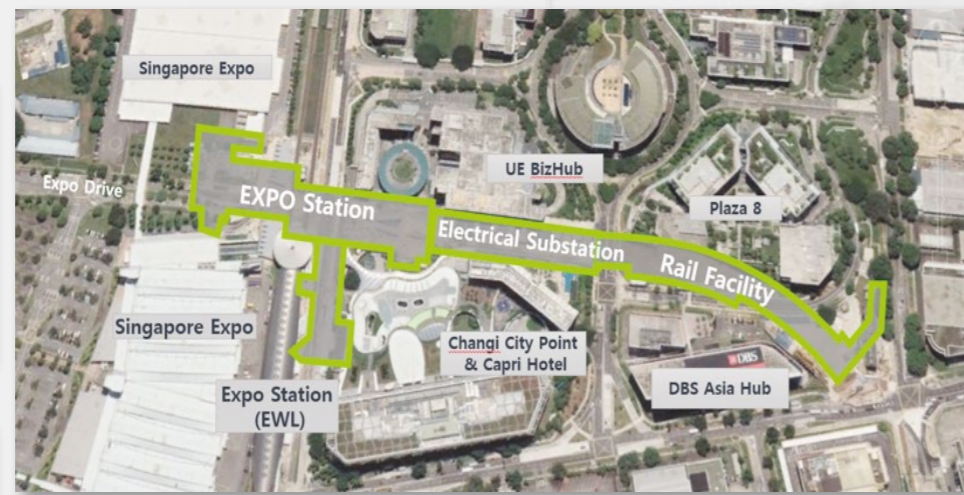 Singapore Expo
Expo Drive
EXPO Station
UE BizHub
Plaza 8
Electrical Substation
Rail Facility
Singapore Expo
Changi City Point
& Capri Hotel
DBS
DBS Asia Hub
Expo Station
(EWL)